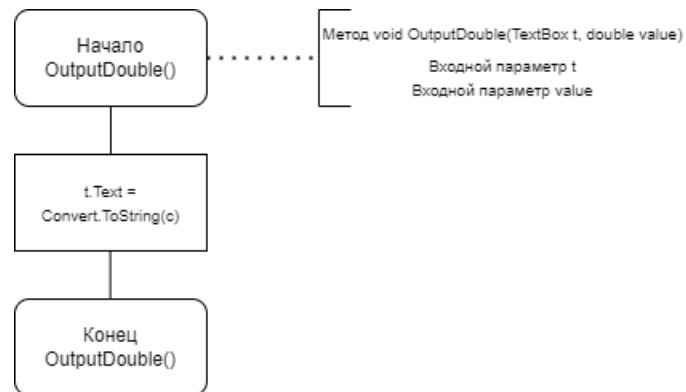 Начало
OutputDouble()
Метод void OutputDouble(TextBox t, double value)
Входной параметр t
Входной параметр value
t.Text =
Convert.ToString(c)
Конец
OutputDouble()